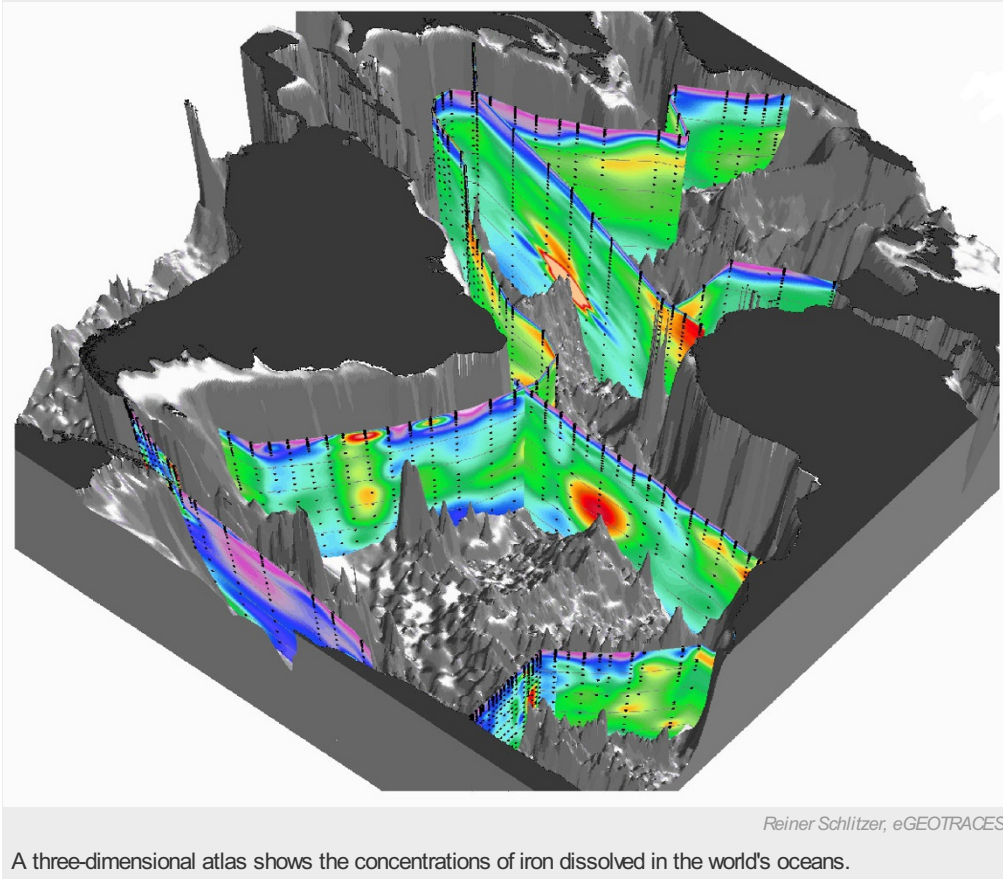 Reiner Schlitzer, eGEOTRACES
A three-dimensional atlas shows the concentrations of iron dissolved in the world's oceans.